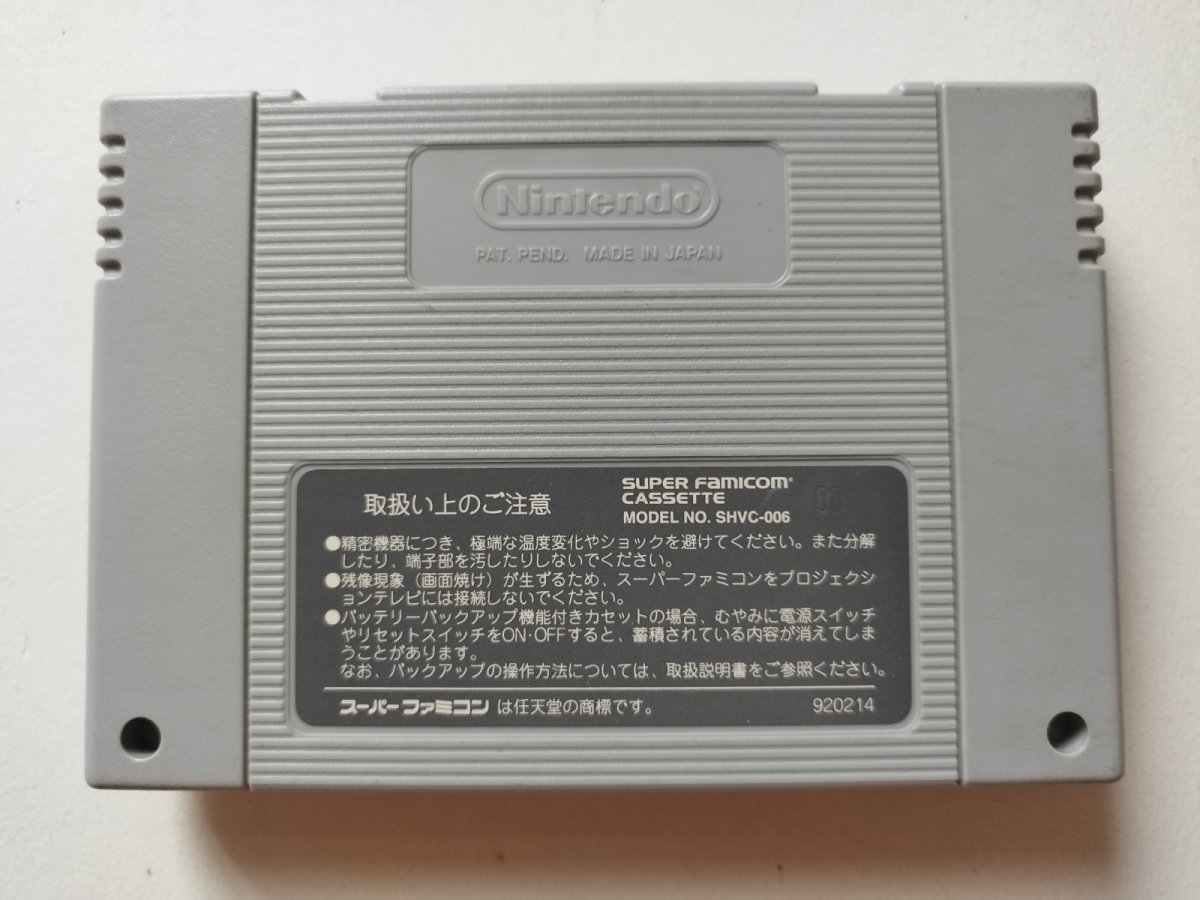 Nintendo®
PAT. PEND. MADE IN JAPAN
取扱い上のご注意
SUPER FAMICOM®
CASSETTE
MODEL NO. SHVC-006
●精密機器につき、極端な温度変化やショックを避けてください。また分解
したり、端子部を汚したりしないでください。
●残像現象（画面焼け）が生ずるため、スーパーファミコンをプロジェクシ
ョンテレビには接続しないでください。
●バッテリーバックアップ機能付きカセットの場合、むやみに電源スイッチ
やリセットスイッチをON·OFFすると、蓄積されている内容が消えてしま
うことがあります。
なお、バックアップの操作方法については、取扱説明書をご参照ください。
スーパーファミコンは任天堂の商標です。
920214